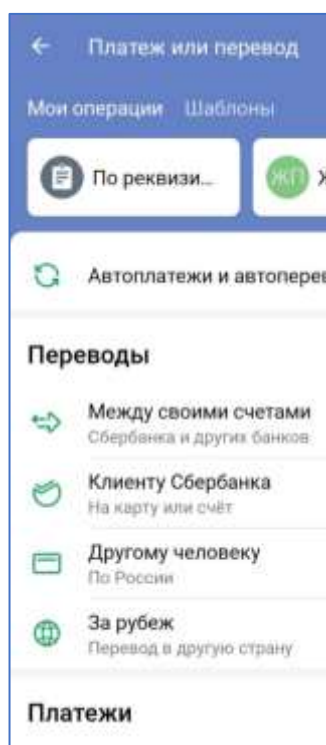 Платеж или перевод
Мои операции Шаблоны
По реквизи...
ЖП
Ж
Автоплатежи и автоперев
Переводы
Между своими счетами
Сбербанка и других банков
Клиенту Сбербанка
На карту или счёт
Другому человеку
По России
За рубеж
Перевод в другую страну
Платежи